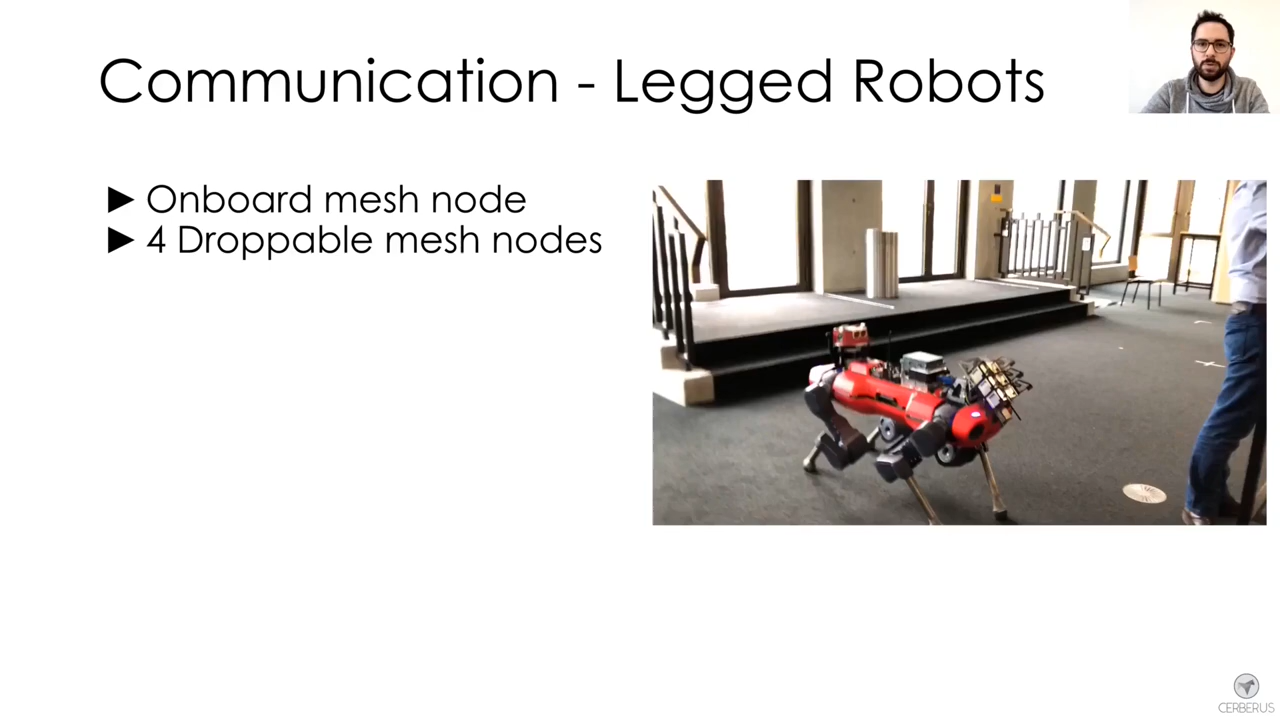 Communication - Legged Robots
► Onboard mesh node
► 4 Droppable mesh nodes
CERBERUS